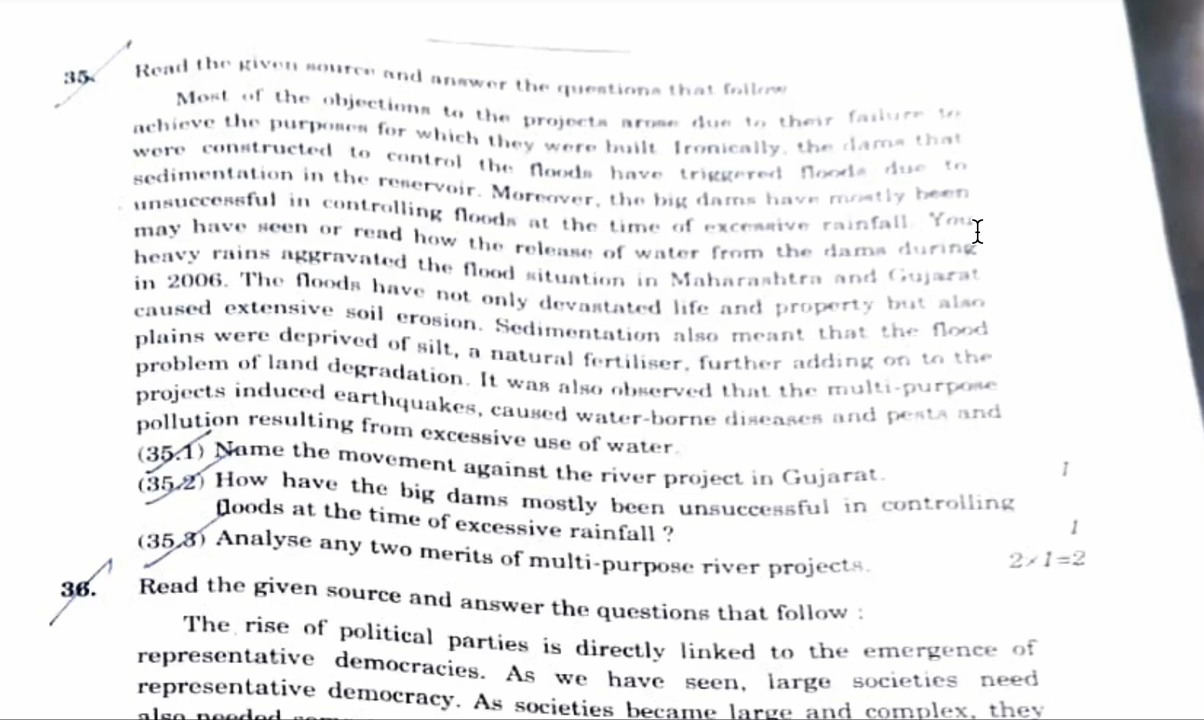 35. Read the given source and answer the questions that follow
Most of the objections to the projects arose due to their failure to
achieve the purposes for which they were built. Ironically, the dams that
were constructed to control the floods have triggered floods due to
sedimentation in the reservoir. Moreover, the big dams have mostly been
unsuccessful in controlling floods at the time of excessive rainfall. You
may have seen or read how the release of water from the dams during
heavy rains aggravated the flood situation in Maharashtra and Gujarat
in 2006. The floods have not only devastated life and property but also
caused extensive soil erosion. Sedimentation also meant that the flood
plains were deprived of silt, a natural fertiliser, further adding on to the
problem of land degradation. It was also observed that the multi-purpose
projects induced earthquakes, caused water-borne diseases and pests and
pollution resulting from excessive use of water.
(35.1) Name the movement against the river project in Gujarat. 1
(35.2) How have the big dams mostly been unsuccessful in controlling
floods at the time of excessive rainfall ? 1
(35.3) Analyse any two merits of multi-purpose river projects. 2×1=2
36. Read the given source and answer the questions that follow :
The rise of political parties is directly linked to the emergence of
representative democracies. As we have seen, large societies need
representative democracy. As societies became large and complex, they
also needed